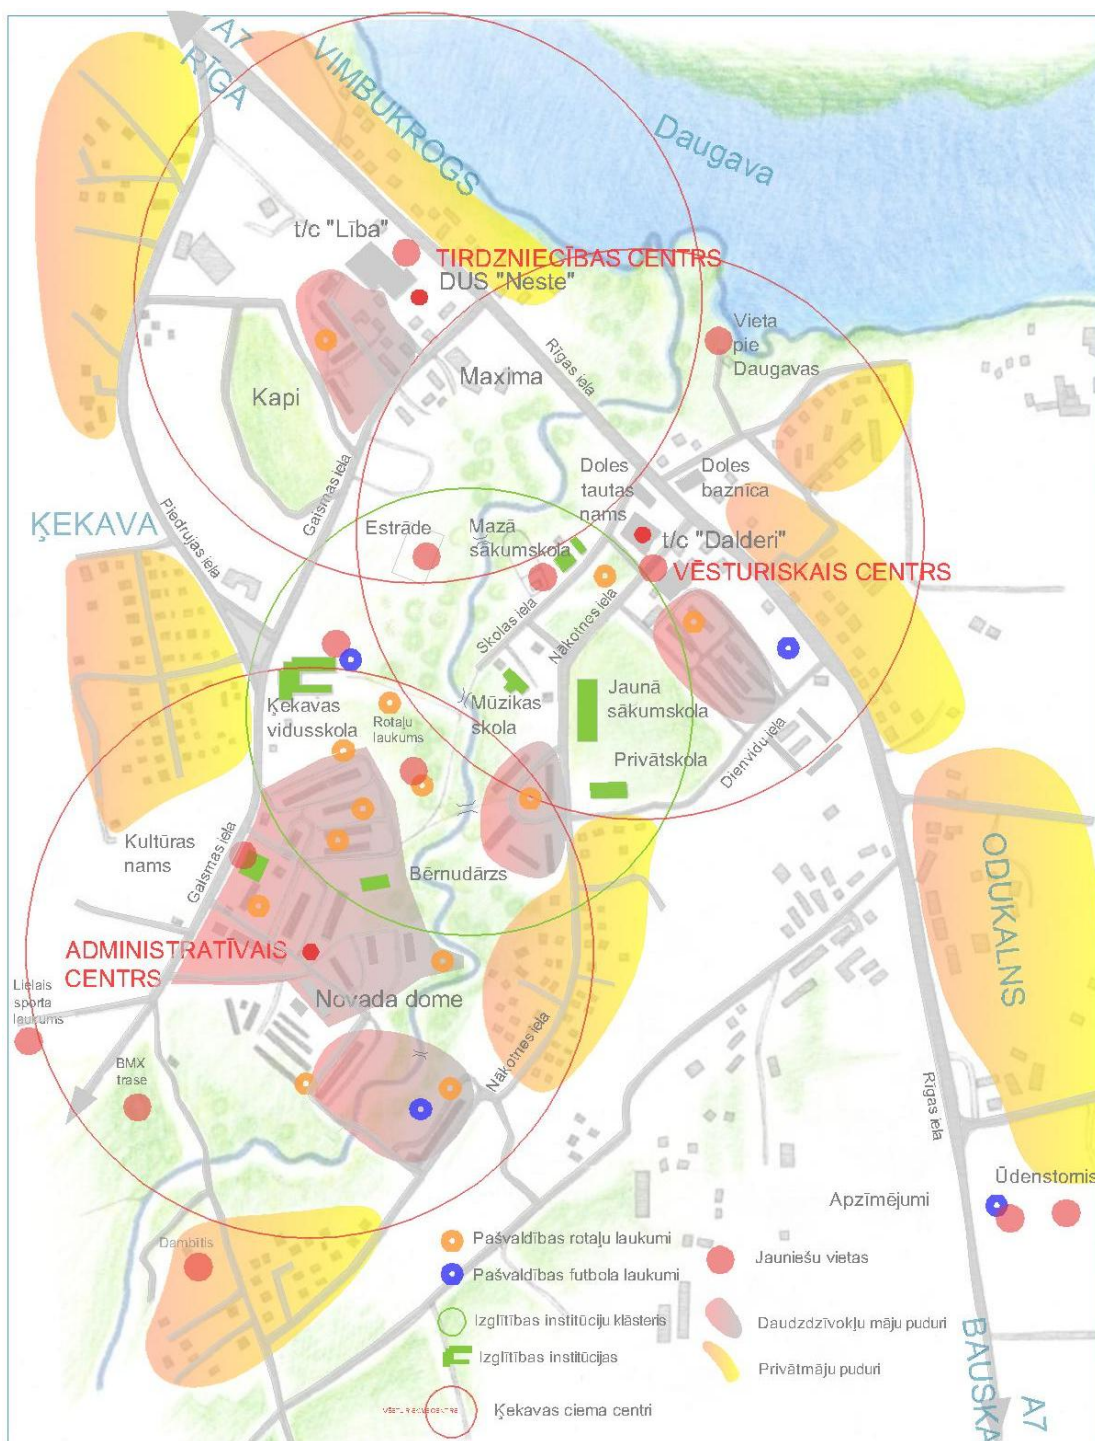 A7
RĪGA
VIMBUKROGS
Daugava
t/c "Lība"
TIRDZNIECĪBAS CENTRS
DUS "Neste"
Vieta
pie
Daugavas
Rīgas iela
Maxima
Kapi
Gaismas iela
Doles
tautas
nams
Doles
baznīca
ĶEKAVA
Piedrujas iela
Estrāde
Mazā
sākumskola
t/c "Dalderi"
VĒSTURISKAIS CENTRS
Skolas iela
Nākotnes iela
Mūzikas
skola
Jaunā
sākumskola
Ķekavas
vidusskola
Rotaļu
laukums
Privātskola
Dienvidu iela
Kultūras
nams
Gaismas iela
Bērnudārzs
ODUKALNS
ADMINISTRATĪVAIS
CENTRS
Novada dome
Lielais
sporta
laukums
BMX
trase
Nākotnes iela
Rīgas iela
Ūdenstornis
Apzīmējumi
Dambītis
Pašvaldības rotaļu laukumi
Pašvaldības futbola laukumi
Izglītības institūciju klāsteris
Izglītības institūcijas
Ķekavas ciema centri
Jauniešu vietas
Daudzdzīvokļu māju puduri
Privātmāju puduri
BAUSKA
A7